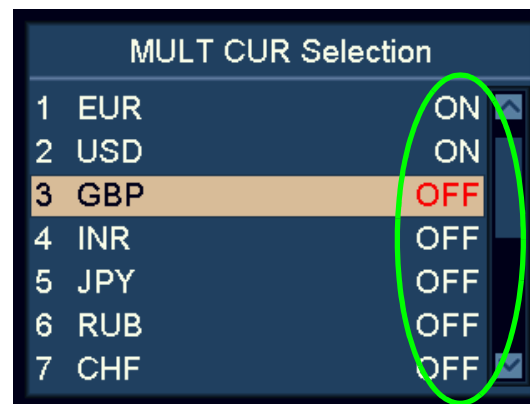 MULT CUR Selection
1 EUR ON
2 USD ON
3 GBP OFF
4 INR OFF
5 JPY OFF
6 RUB OFF
7 CHF OFF